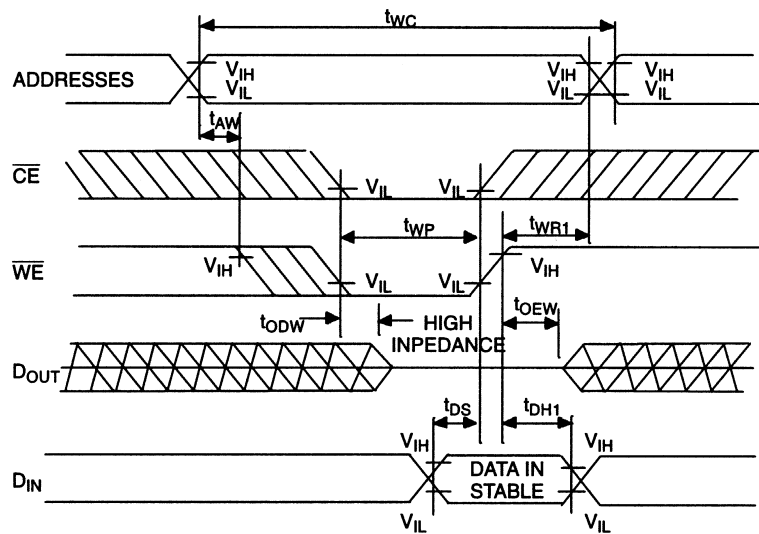 tWC
ADDRESSES
VIH
VIL
VIH
VIL
VIH
VIL
tAW
CE
VIL
VIL
tWP
tWR1
WE
VIH
VIL
VIL
VIH
tODW
HIGH
INPEDANCE
tOEW
DOUT
tDS
tDH1
VIH
VIH
DIN
DATA IN
STABLE
VIL
VIL